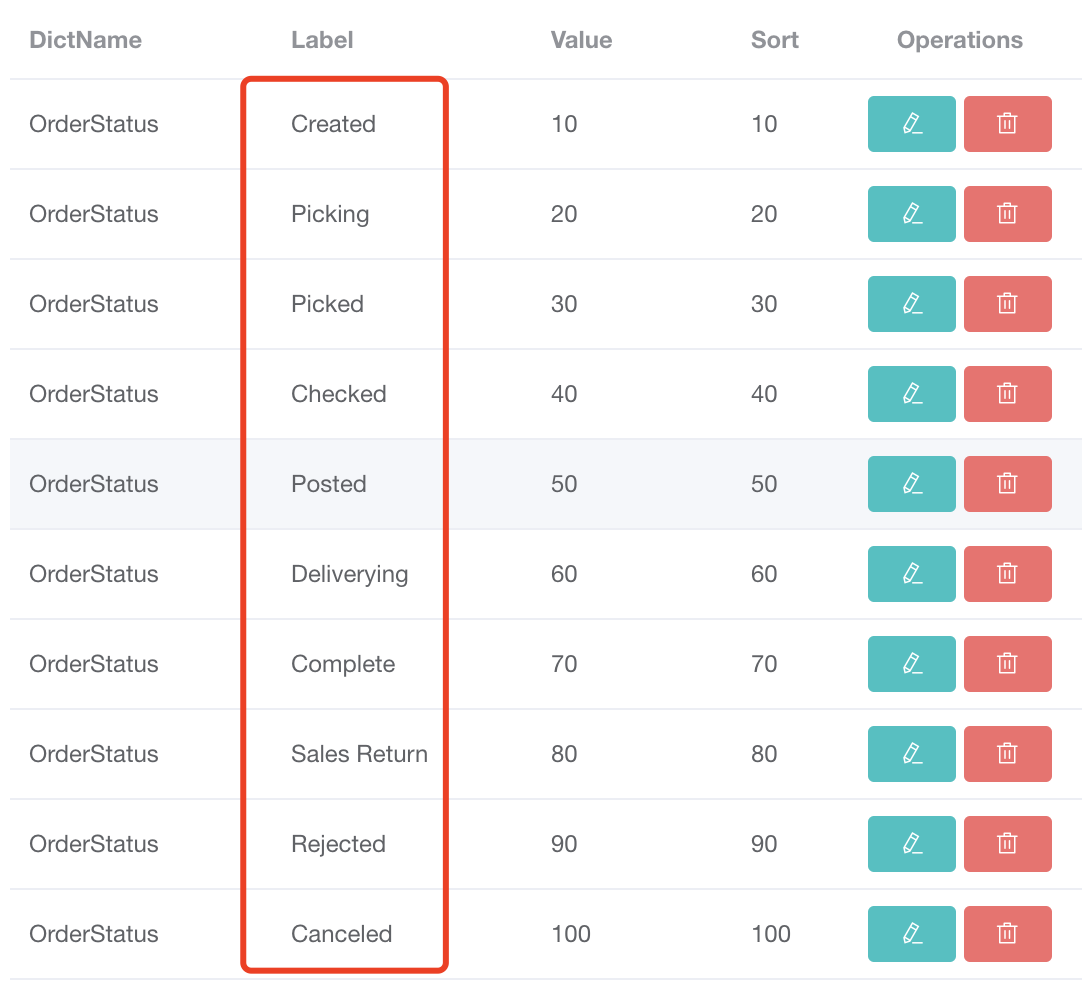 DictName Label Value Sort Operations
OrderStatus Created 10 10
OrderStatus Picking 20 20
OrderStatus Picked 30 30
OrderStatus Checked 40 40
OrderStatus Posted 50 50
OrderStatus Deliverying 60 60
OrderStatus Complete 70 70
OrderStatus Sales Return 80 80
OrderStatus Rejected 90 90
OrderStatus Canceled 100 100